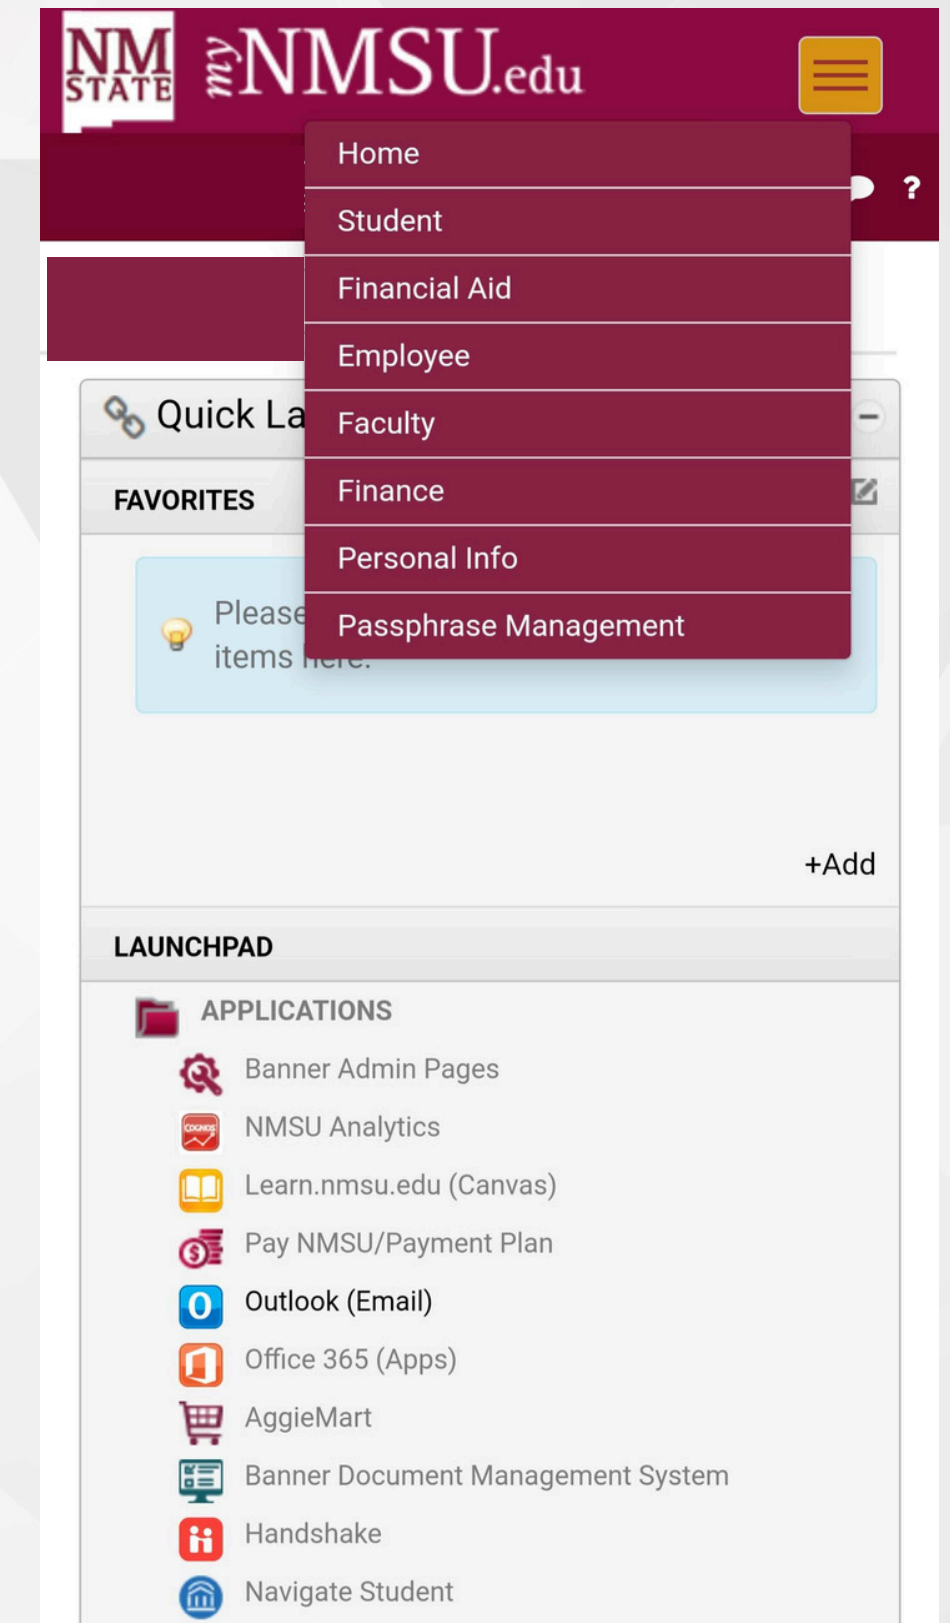 NM
STATE
myNMSU.edu
?
Home
Student
Financial Aid
Employee
Faculty
Finance
Personal Info
Passphrase Management
Quick La
FAVORITES
Please
items here.
+Add
LAUNCHPAD
APPLICATIONS
Banner Admin Pages
COGNOS
NMSU Analytics
Learn.nmsu.edu (Canvas)
Pay NMSU/Payment Plan
Outlook (Email)
Office 365 (Apps)
AggieMart
Banner Document Management System
Handshake
Navigate Student